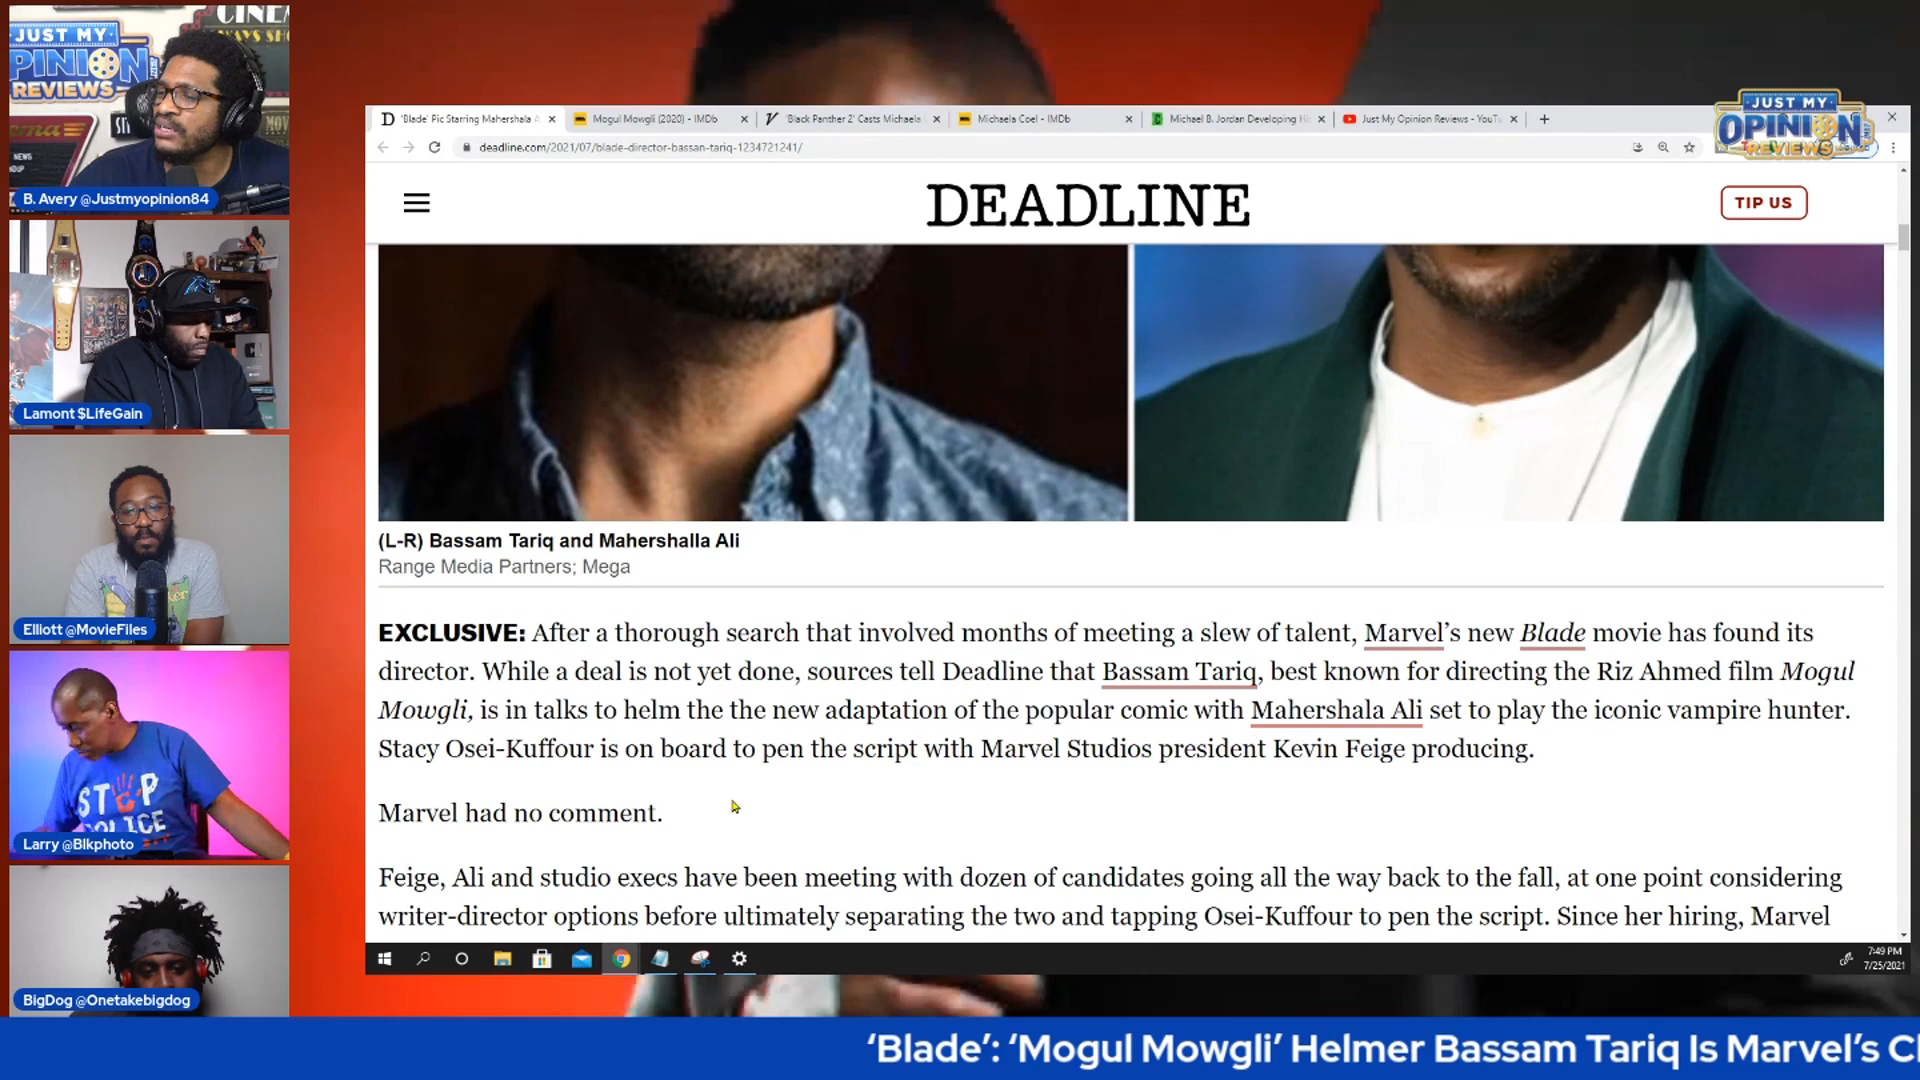 JUST MY
OPINION
REVIEWS
B. Avery @Justmyopinion84
Lamont $LifeGain
Elliott @MovieFiles
STOP
POLICE
Larry @Blkphoto
BigDog @Onetakebigdog
'Blade' Pic Starring Mahershala A
Mogul Mowgli (2020) - IMDb
'Black Panther 2' Casts Michaela
Michaela Coel - IMDb
Michael B. Jordan Developing
Just My Opinion Reviews - YouTu
JUST MY
OPINION
REVIEWS
deadline.com/2021/07/blade-director-bassan-tariq-1234721241/
DEADLINE
TIP US
(L-R) Bassam Tariq and Mahershalla Ali
Range Media Partners; Mega
EXCLUSIVE: After a thorough search that involved months of meeting a slew of talent, Marvel's new Blade movie has found its
director. While a deal is not yet done, sources tell Deadline that Bassam Tariq, best known for directing the Riz Ahmed film Mogul
Mowgli, is in talks to helm the the new adaptation of the popular comic with Mahershala Ali set to play the iconic vampire hunter.
Stacy Osei-Kuffour is on board to pen the script with Marvel Studios president Kevin Feige producing.
Marvel had no comment.
Feige, Ali and studio execs have been meeting with dozen of candidates going all the way back to the fall, at one point considering
writer-director options before ultimately separating the two and tapping Osei-Kuffour to pen the script. Since her hiring, Marvel
7:49 PM
7/25/2021
'Blade': 'Mogul Mowgli' Helmer Bassam Tariq Is Marvel's C